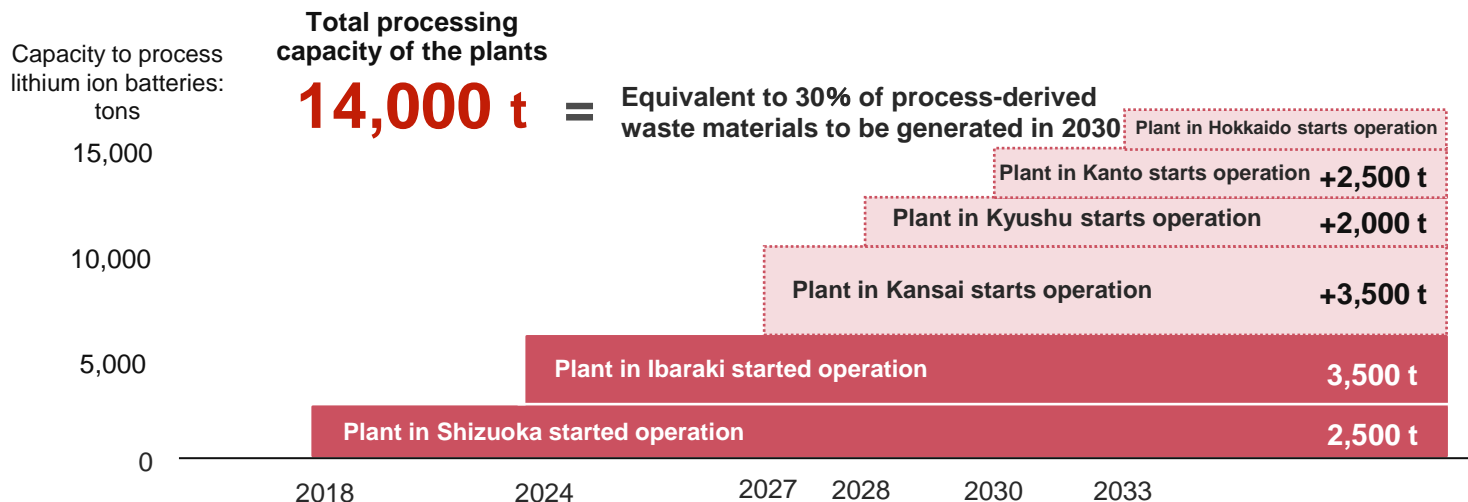 Total processing
capacity of the plants
14,000 t
=
Equivalent to 30% of process-derived
waste materials to be generated in 2030
Capacity to process
lithium ion batteries:
tons
15,000
10,000
5,000
0
Plant in Hokkaido starts operation
Plant in Kanto starts operation +2,500 t
Plant in Kyushu starts operation +2,000 t
Plant in Kansai starts operation +3,500 t
Plant in Ibaraki started operation 3,500 t
Plant in Shizuoka started operation 2,500 t
2018 2024 2027 2028 2030 2033